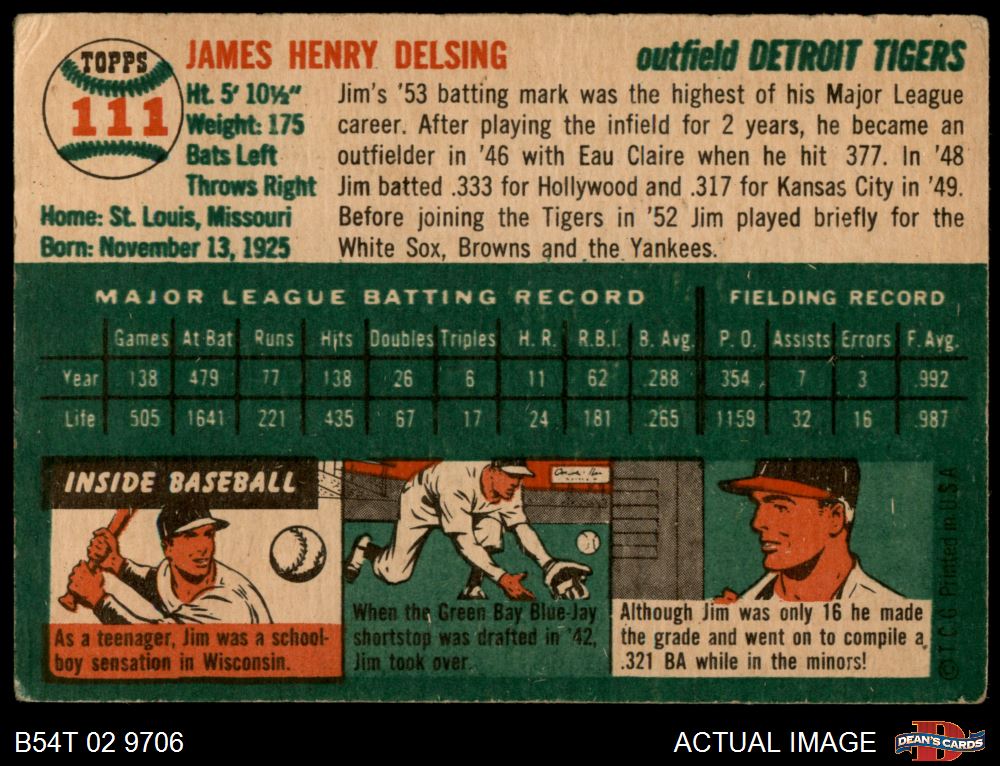 TOPPS
111
JAMES HENRY DELSING
outfield DETROIT TIGERS
Ht. 5' 10½"
Weight: 175
Bats Left
Throws Right
Home: St. Louis, Missouri
Born: November 13, 1925
Jim's '53 batting mark was the highest of his Major League
career. After playing the infield for 2 years, he became an
outfielder in '46 with Eau Claire when he hit 377. In '48
Jim batted .333 for Hollywood and .317 for Kansas City in '49.
Before joining the Tigers in '52 Jim played briefly for the
White Sox, Browns and the Yankees.
MAJOR LEAGUE BATTING RECORD FIELDING RECORD
Games At Bat Runs Hits Doubles Triples H. R. R.B.I. B. Avg. P. O. Assists Errors F. Avg.
Year 138 479 77 138 26 6 11 62 .288 354 7 3 .992
Life 505 1641 221 435 67 17 24 181 .265 1159 32 16 .987
INSIDE BASEBALL
As a teenager, Jim was a school-
boy sensation in Wisconsin.
When the Green Bay Blue-Jay
shortstop was drafted in '42,
Jim took over.
Although Jim was only 16 he made
the grade and went on to compile a
.321 BA while in the minors!
© T. C. G. Printed in U. S. A.
B54T 02 9706
ACTUAL IMAGE
DEAN'S CARDS